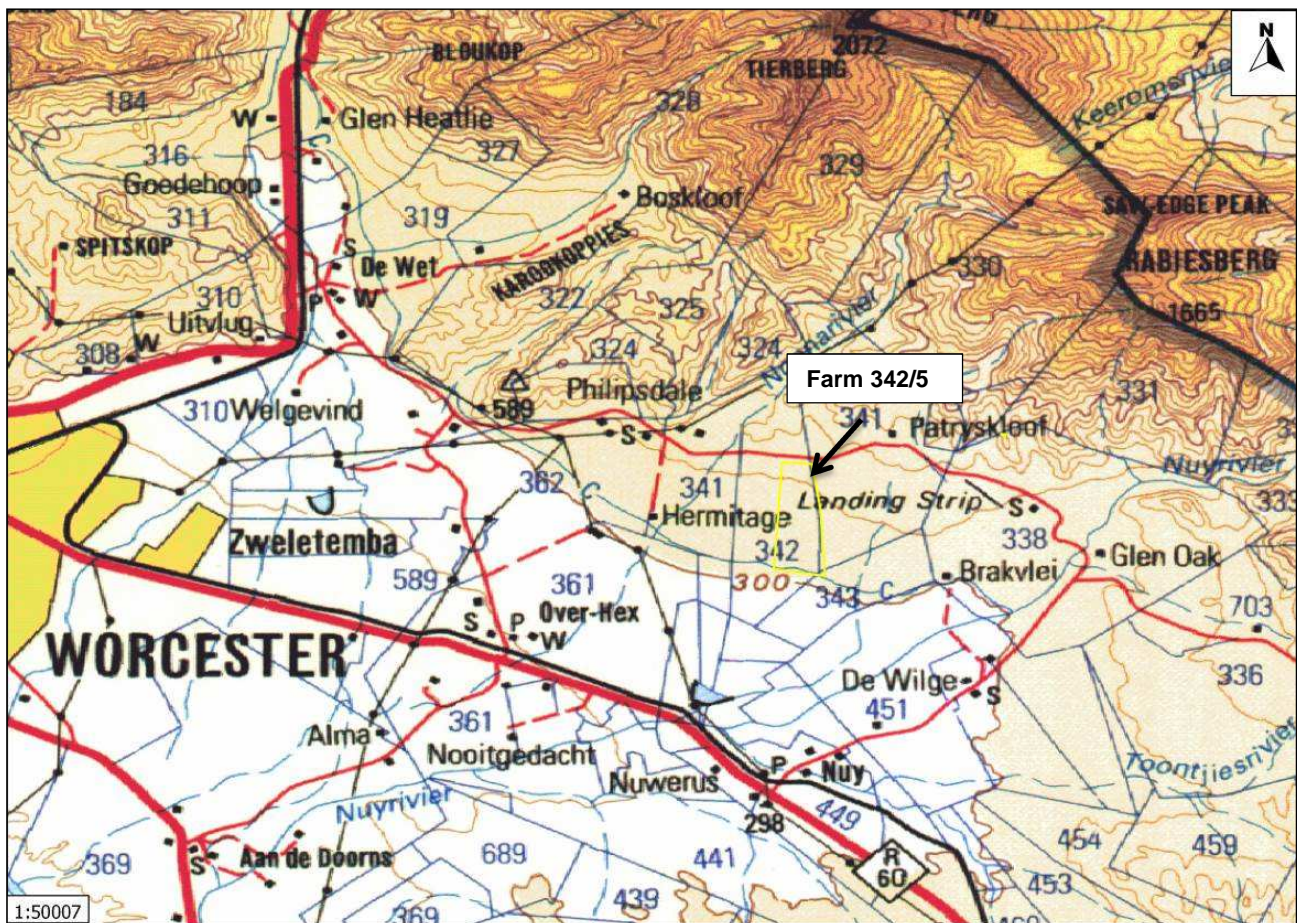 N
BLOUKOP
2072
TIERBERG
Keeromsrivier
184
W
Glen Heatlie
328
327
316
329
Goedehoop
Boskloof
SAW-EDGE PEAK
311
319
SPITSKOP
S
De Wet
KAROOKOPPIES
330
RABIESBERG
310
P
W
322
325
1665
Uitvlug
308
W
324
324
Farm 342/5
331
Philipsdale
589
310
Welgevind
341
Patryskloof
S
Nuyrivier
362
C
341
Landing Strip
S
333
Hermitage
338
Zweletemba
342
Glen Oak
589
361
300
Brakvlei
343
C
703
Over-Hex
S
P
W
WORCESTER
De Wilge
336
S
361
451
Alma
Nooitgedacht
Toontjiesrivier
Nuwerus
P
Nuy
Nuyrivier
298
449
S
Aan de Doorns
689
441
R
60
454
459
369
439
453
369
1:50007